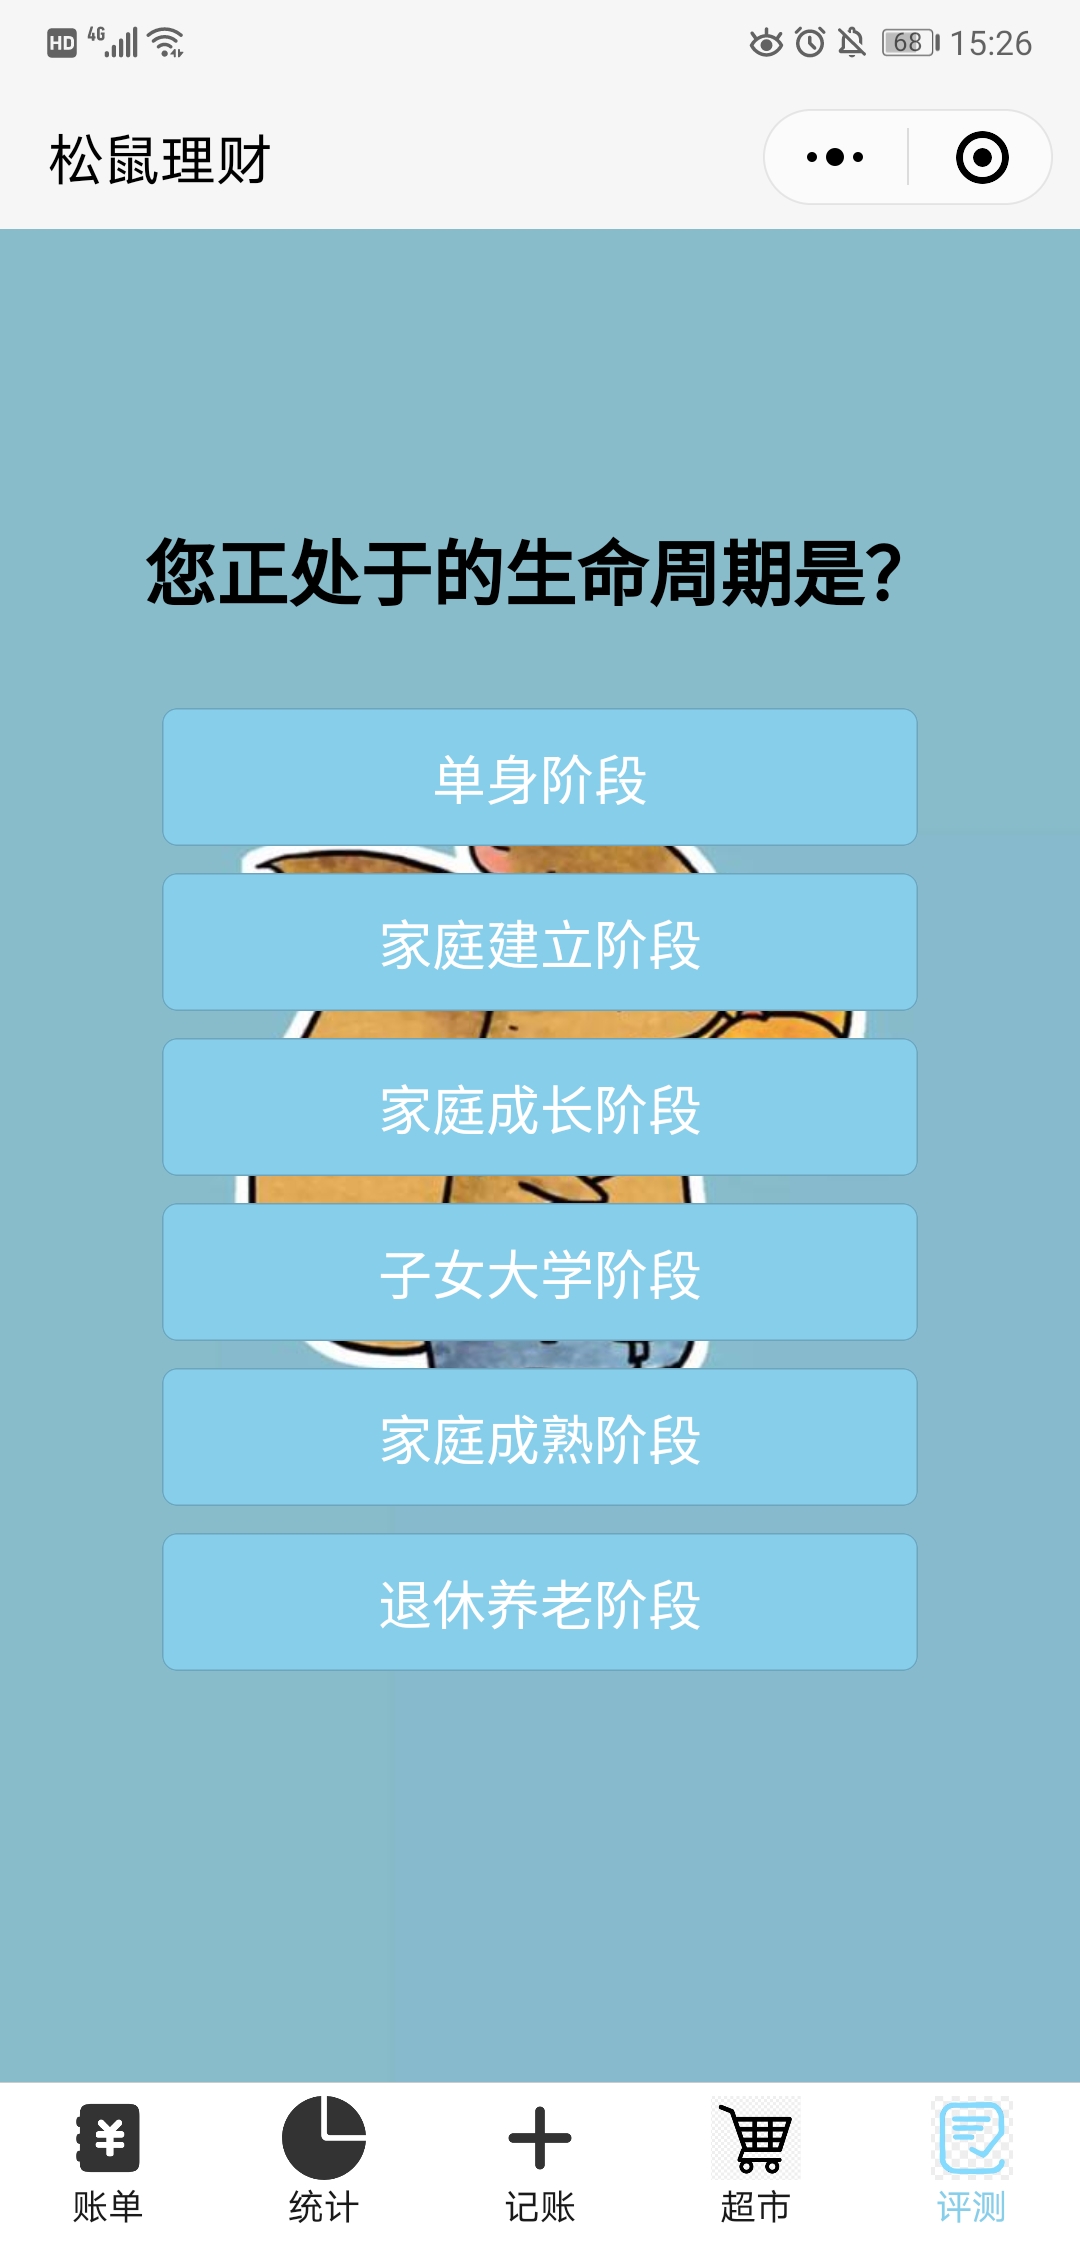 HD 4G 68 15:26
松鼠理财
您正处于的生命周期是?
单身阶段
家庭建立阶段
家庭成长阶段
子女大学阶段
家庭成熟阶段
退休养老阶段
账单 统计 记账 超市 评测